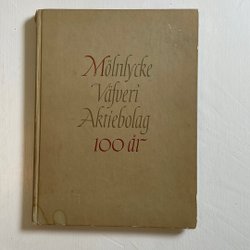 Mölnlycke
Väfveri
Aktiebolag
100 år